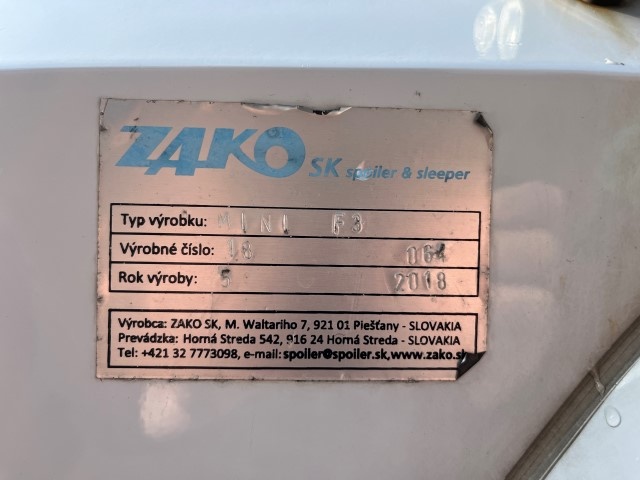 ZAKO SK spoiler & sleeper
Typ výrobku: MINI F3
Výrobné číslo: 18 064
Rok výroby: 5 2018
Výrobca: ZAKO SK, M. Waltariho 7, 921 01 Piešťany - SLOVAKIA
Prevádzka: Horná Streda 542, 916 24 Horná Streda - SLOVAKIA
Tel: +421 32 7773098, e-mail: spoiler@spoiler.sk,www.zako.sk